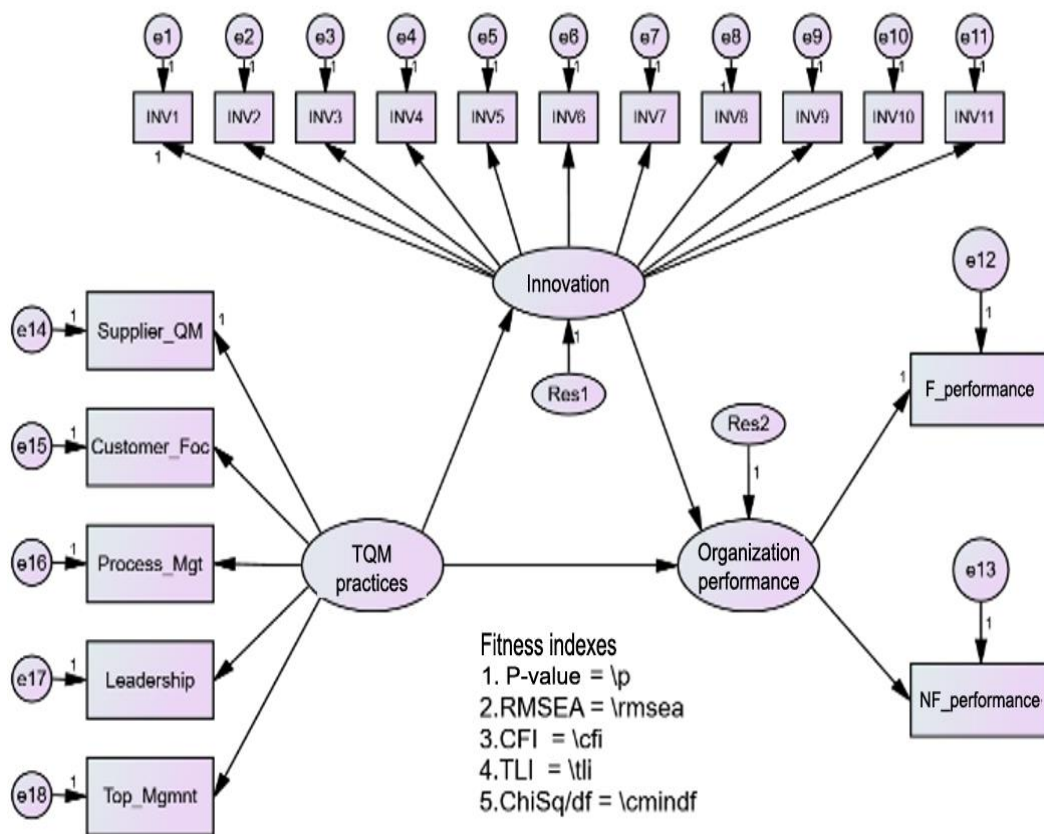 e1 e2 e3 e4 e5 e6 e7 e8 e9 e10 e11
1 1 1 1 1 1 1 1 1 1 1
INV1 INV2 INV3 INV4 INV5 INV6 INV7 INV8 INV9 INV10 INV11
1
Innovation
1
Res1
e12
1
1
F_performance
e14 1 Supplier_QM 1
e15 1 Customer_Foc
Res2
1
e16 1 Process_Mgt
TQM
practices
Organization
performance
e13
1
NF_performance
e17 1 Leadership
e18 1 Top_Mgmnt
Fitness indexes
1. P-value = \p
2.RMSEA = \rmsea
3.CFI = \cfi
4.TLI = \tli
5.ChiSq/df = \cmindf